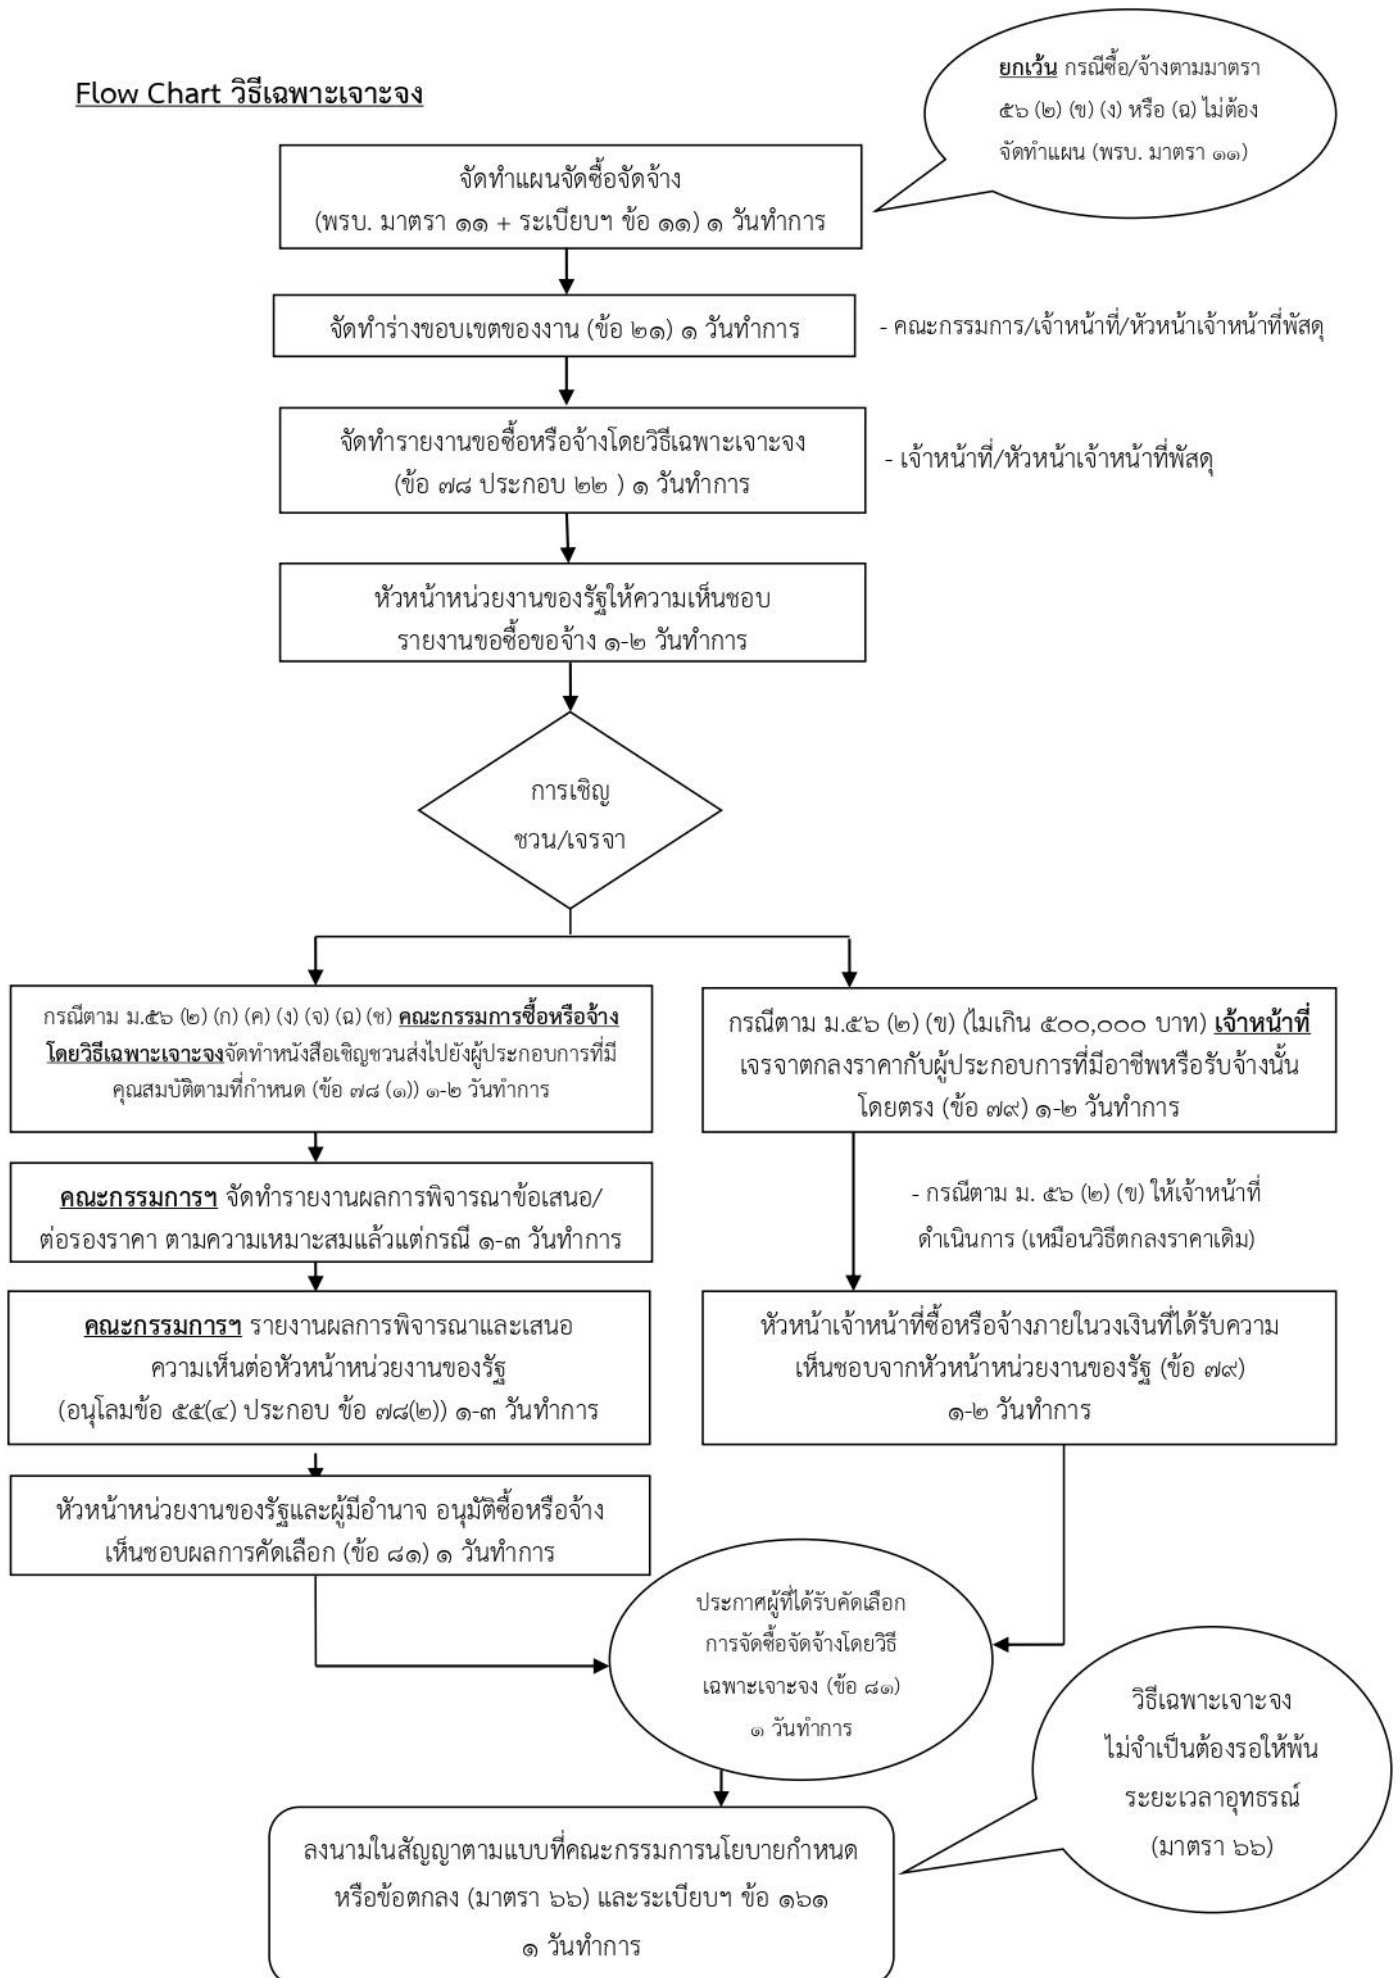 Flow Chart วิธีเฉพาะเจาะจง
ยกเว้น กรณีซื้อ/จ้างตามมาตรา
๕๖ (๒) (ข) (ง) หรือ (ฉ) ไม่ต้อง
จัดทำแผน (พรบ. มาตรา ๑๑)
จัดทำแผนจัดซื้อจัดจ้าง
(พรบ. มาตรา ๑๑ + ระเบียบฯ ข้อ ๑๑) ๑ วันทำการ
จัดทำร่างขอบเขตของงาน (ข้อ ๒๑) ๑ วันทำการ
- คณะกรรมการ/เจ้าหน้าที่/หัวหน้าเจ้าหน้าที่พัสดุ
จัดทำรายงานขอซื้อหรือจ้างโดยวิธีเฉพาะเจาะจง
(ข้อ ๗๘ ประกอบ ๒๒ ) ๑ วันทำการ
- เจ้าหน้าที่/หัวหน้าเจ้าหน้าที่พัสดุ
หัวหน้าหน่วยงานของรัฐให้ความเห็นชอบ
รายงานขอซื้อขอจ้าง ๑-๒ วันทำการ
การเชิญ
ชวน/เจรจา
กรณีตาม ม.๕๖ (๒) (ก) (ค) (ง) (จ) (ฉ) (ช) คณะกรรมการซื้อหรือจ้าง
โดยวิธีเฉพาะเจาะจงจัดทำหนังสือเชิญชวนส่งไปยังผู้ประกอบการที่มี
คุณสมบัติตามที่กำหนด (ข้อ ๗๘ (๑)) ๑-๒ วันทำการ
คณะกรรมการฯ จัดทำรายงานผลการพิจารณาข้อเสนอ/
ต่อรองราคา ตามความเหมาะสมแล้วแต่กรณี ๑-๓ วันทำการ
คณะกรรมการฯ รายงานผลการพิจารณาและเสนอ
ความเห็นต่อหัวหน้าหน่วยงานของรัฐ
(อนุโลมข้อ ๕๕(๔) ประกอบ ข้อ ๗๘(๒)) ๑-๓ วันทำการ
หัวหน้าหน่วยงานของรัฐและผู้มีอำนาจ อนุมัติซื้อหรือจ้าง
เห็นชอบผลการคัดเลือก (ข้อ ๘๑) ๑ วันทำการ
กรณีตาม ม.๕๖ (๒) (ข) (ไมเกิน ๕๐๐,๐๐๐ บาท) เจ้าหน้าที่
เจรจาตกลงราคากับผู้ประกอบการที่มีอาชีพหรือรับจ้างนั้น
โดยตรง (ข้อ ๗๙) ๑-๒ วันทำการ
- กรณีตาม ม. ๕๖ (๒) (ข) ให้เจ้าหน้าที่
ดำเนินการ (เหมือนวิธีตกลงราคาเดิม)
หัวหน้าเจ้าหน้าที่ซื้อหรือจ้างภายในวงเงินที่ได้รับความ
เห็นชอบจากหัวหน้าหน่วยงานของรัฐ (ข้อ ๗๙)
๑-๒ วันทำการ
ประกาศผู้ที่ได้รับคัดเลือก
การจัดซื้อจัดจ้างโดยวิธี
เฉพาะเจาะจง (ข้อ ๘๑)
๑ วันทำการ
วิธีเฉพาะเจาะจง
ไม่จำเป็นต้องรอให้พ้น
ระยะเวลาอุทธรณ์
(มาตรา ๖๖)
ลงนามในสัญญาตามแบบที่คณะกรรมการนโยบายกำหนด
หรือข้อตกลง (มาตรา ๖๖) และระเบียบฯ ข้อ ๑๖๑
๑ วันทำการ